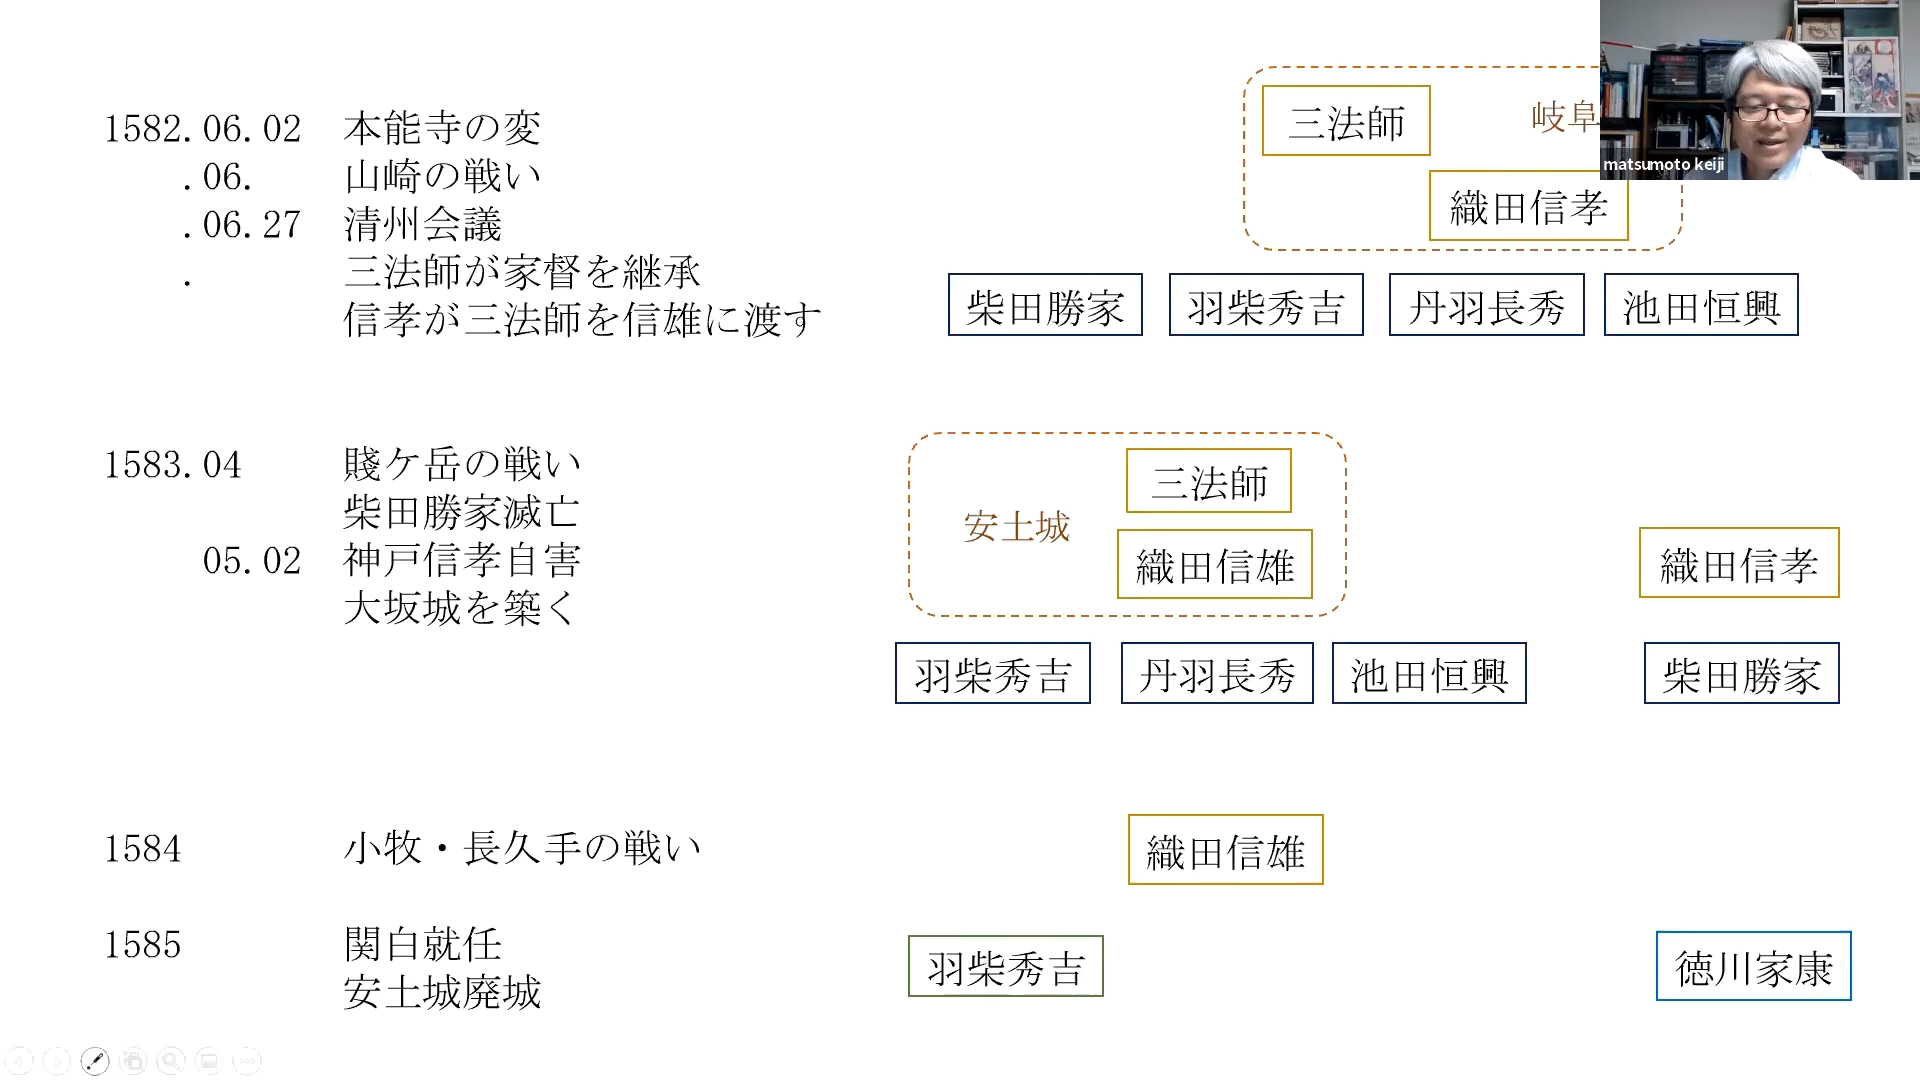 1582.06.02 本能寺の変
.06. 山崎の戦い
.06.27 清州会議
. 三法師が家督を継承
信孝が三法師を信雄に渡す
三法師
岐阜
織田信孝
matsumoto keiji
柴田勝家 羽柴秀吉 丹羽長秀 池田恒興
1583.04 賤ケ岳の戦い
柴田勝家滅亡
05.02 神戸信孝自害
大坂城を築く
三法師
安土城
織田信雄
織田信孝
羽柴秀吉 丹羽長秀 池田恒興 柴田勝家
1584 小牧・長久手の戦い
織田信雄
1585 関白就任
安土城廃城
羽柴秀吉
徳川家康